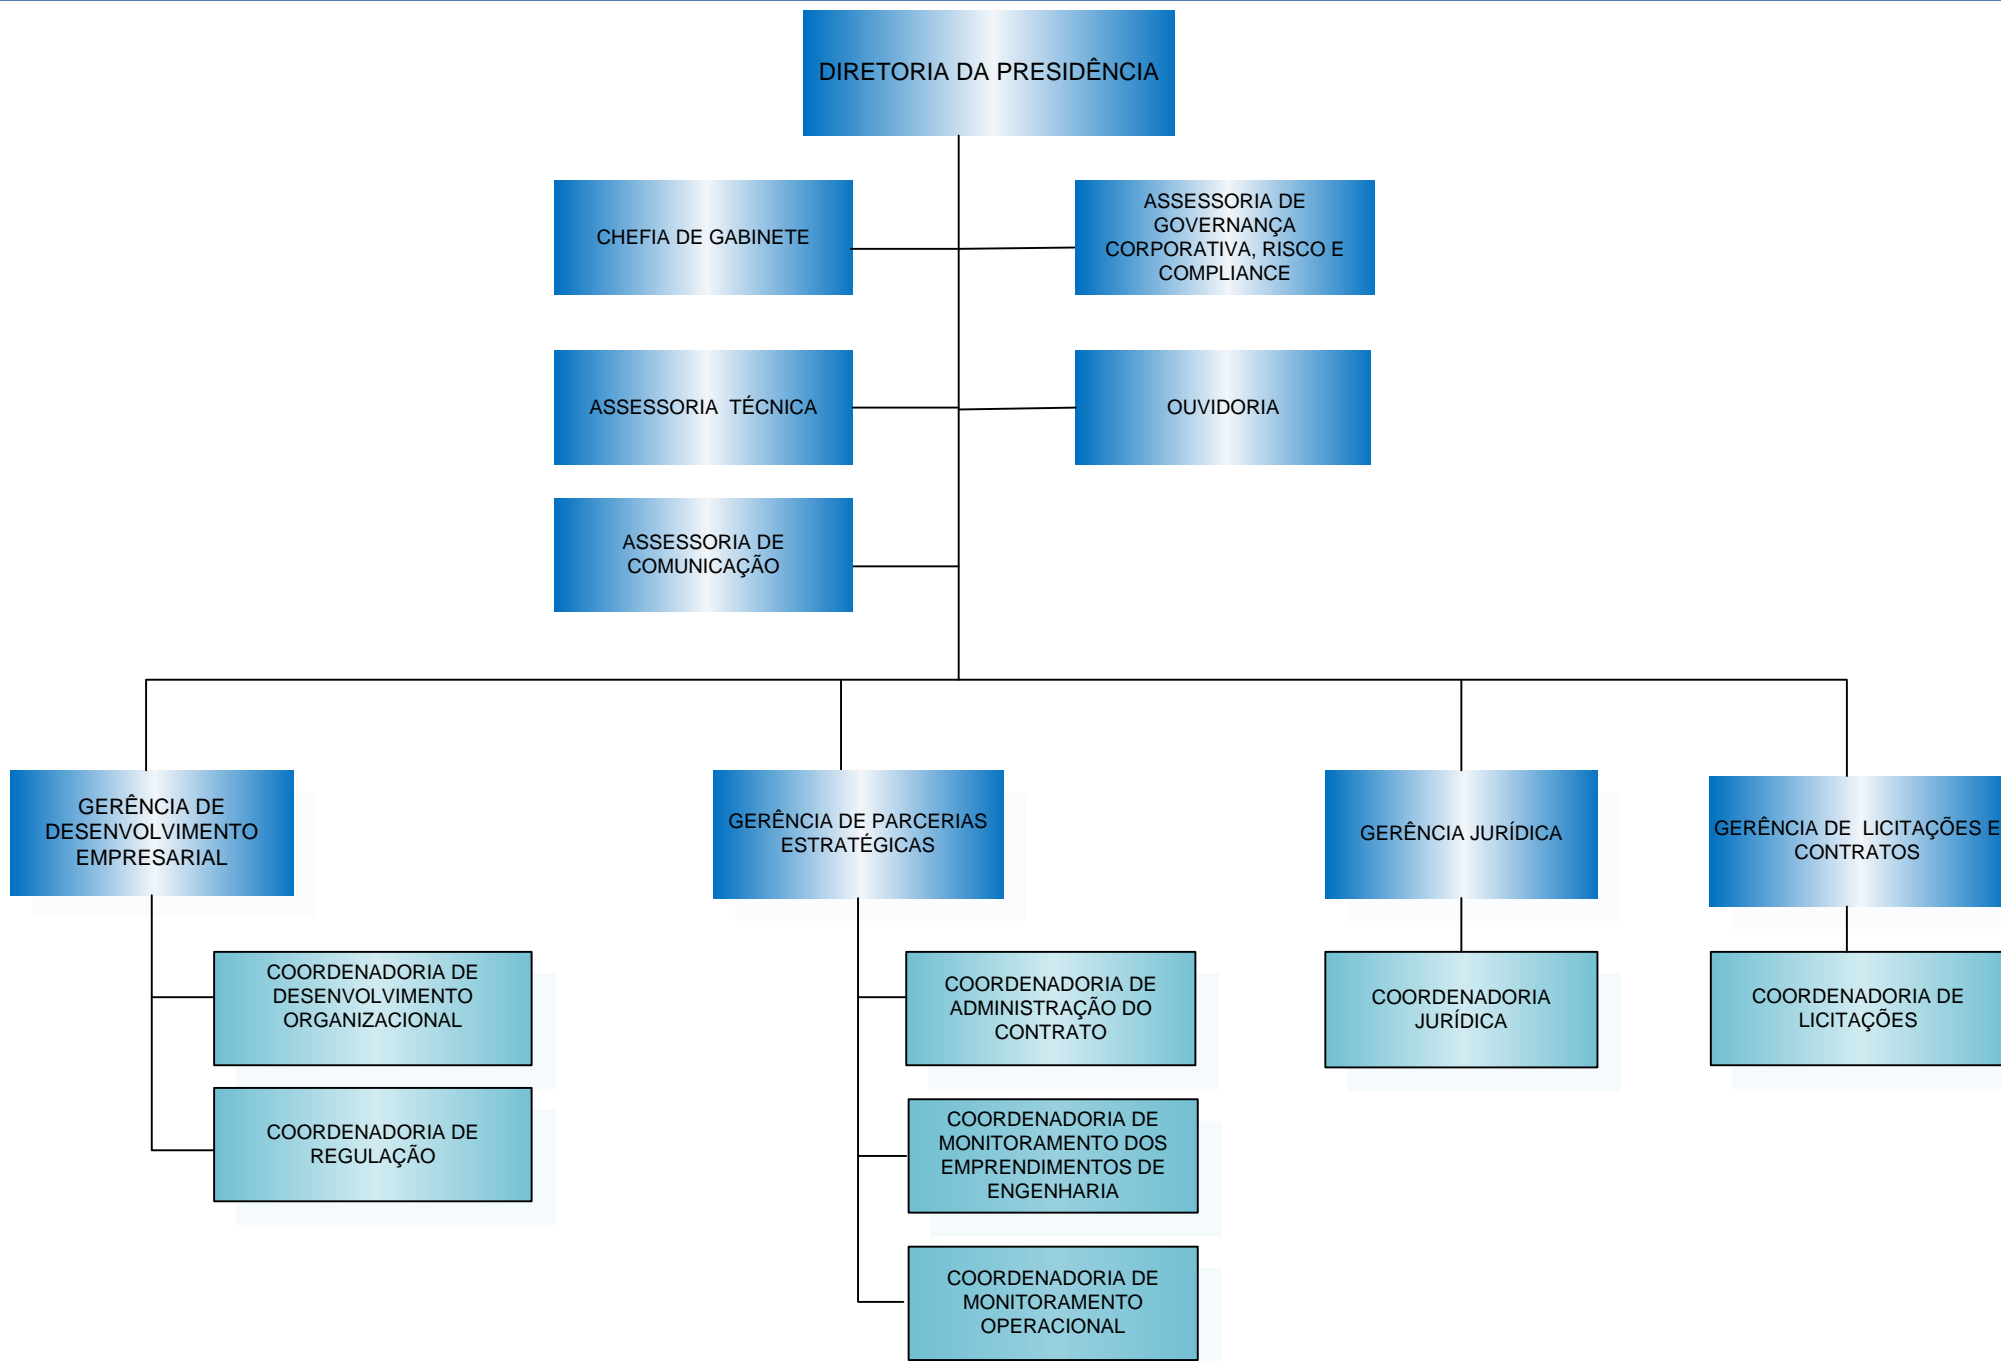 DIRETORIA DA PRESIDÊNCIA
CHEFIA DE GABINETE
ASSESSORIA DE
GOVERNANÇA
CORPORATIVA, RISCO E
COMPLIANCE
ASSESSORIA TÉCNICA
OUVIDORIA
ASSESSORIA DE
COMUNICAÇÃO
GERÊNCIA DE
DESENVOLVIMENTO
EMPRESARIAL
GERÊNCIA DE PARCERIAS
ESTRATÉGICAS
GERÊNCIA JURÍDICA
GERÊNCIA DE LICITAÇÕES E
CONTRATOS
COORDENADORIA DE
DESENVOLVIMENTO
ORGANIZACIONAL
COORDENADORIA DE
REGULAÇÃO
COORDENADORIA DE
ADMINISTRAÇÃO DO
CONTRATO
COORDENADORIA DE
MONITORAMENTO DOS
EMPRENDIMENTOS DE
ENGENHARIA
COORDENADORIA DE
MONITORAMENTO
OPERACIONAL
COORDENADORIA
JURÍDICA
COORDENADORIA DE
LICITAÇÕES